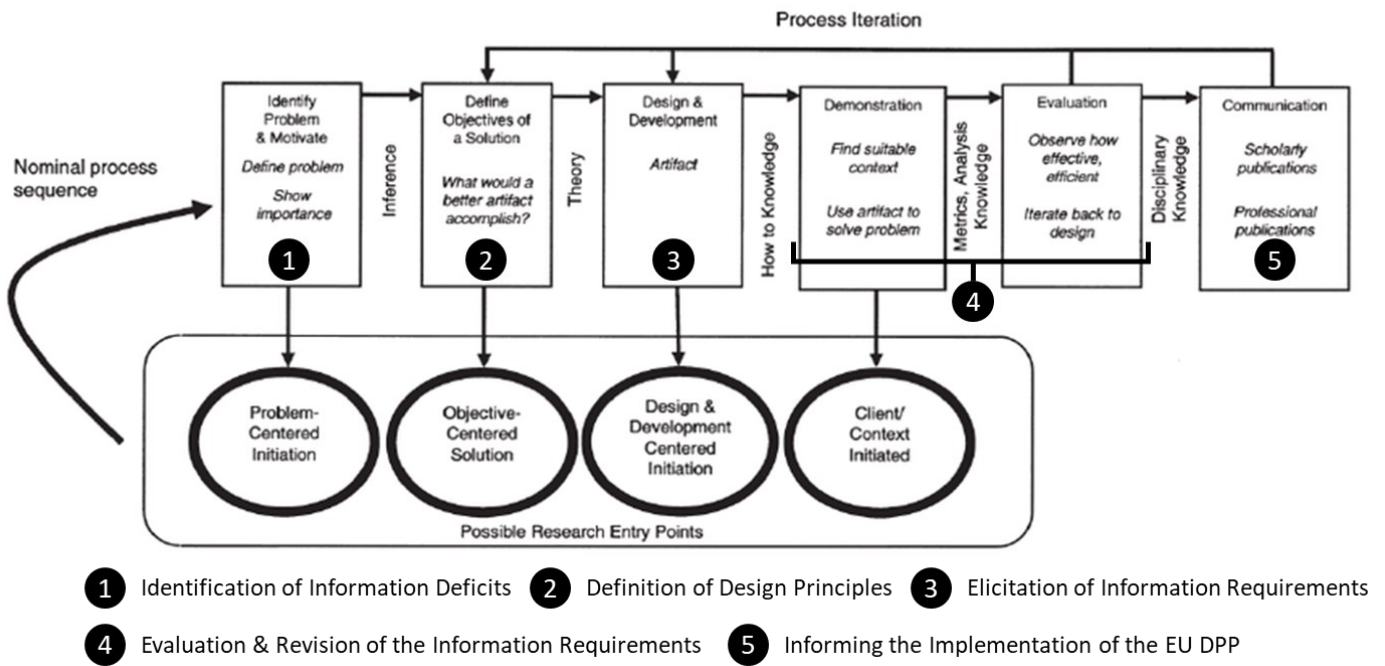 Process Iteration
Nominal process
sequence
Identify
Problem
& Motivate
Define problem
Show
importance
1
Inference
Define
Objectives of
a Solution
What would a
better artifact
accomplish?
2
Theory
Design &
Development
Artifact
3
How to Knowledge
Demonstration
Find suitable
context
Use artifact to
solve problem
Metrics, Analysis
Knowledge
4
Evaluation
Observe how
effective,
efficient
Iterate back to
design
Disciplinary
Knowledge
Communication
Scholarly
publications
Professional
publications
5
Problem-
Centered
Initiation
Objective-
Centered
Solution
Design &
Development
Centered
Initiation
Client/
Context
Initiated
Possible Research Entry Points
1 Identification of Information Deficits 2 Definition of Design Principles 3 Elicitation of Information Requirements
4 Evaluation & Revision of the Information Requirements 5 Informing the Implementation of the EU DPP